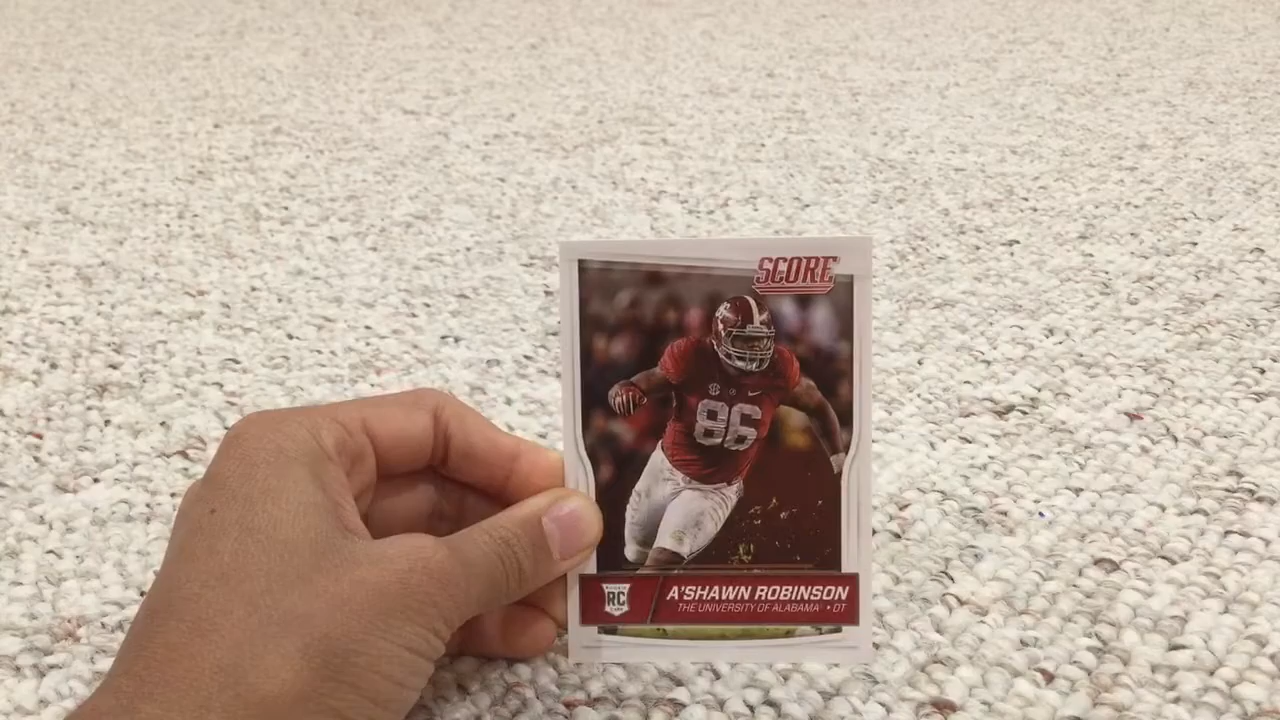 SCORE
86
RC
A'SHAWN ROBINSON
THE UNIVERSITY OF ALABAMA • DT